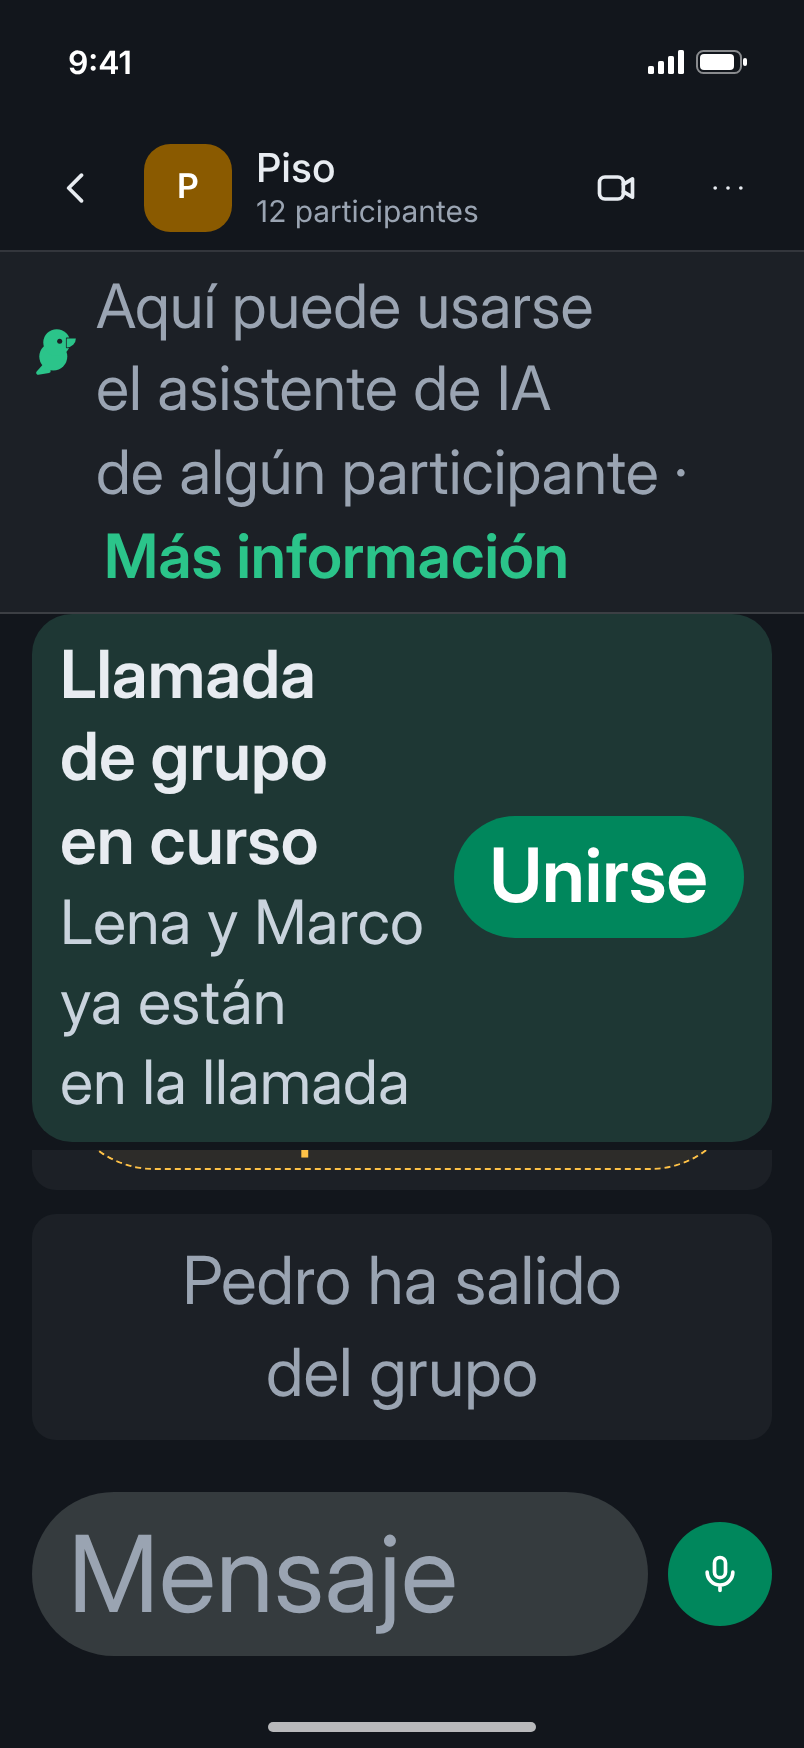 9:41
P
Piso
12 participantes
Aquí puede usarse
el asistente de IA
de algún participante ·
Más información
Llamada
de grupo
en curso
Lena y Marco
ya están
en la llamada
Unirse
Pedro ha salido
del grupo
Mensaje